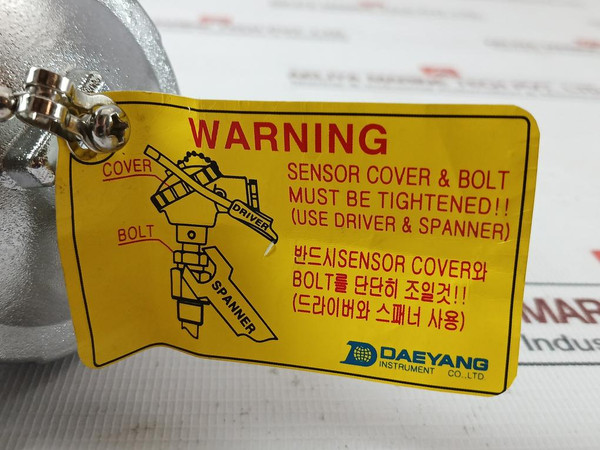 WARNING
COVER
DRIVER
BOLT
SPANNER
SENSOR COVER & BOLT
MUST BE TIGHTENED!!
(USE DRIVER & SPANNER)
반드시SENSOR COVER와
BOLT를 단단히 조일것!!
(드라이버와 스패너 사용)
DAEYANG
INSTRUMENT CO.,LTD
MAR
Indus